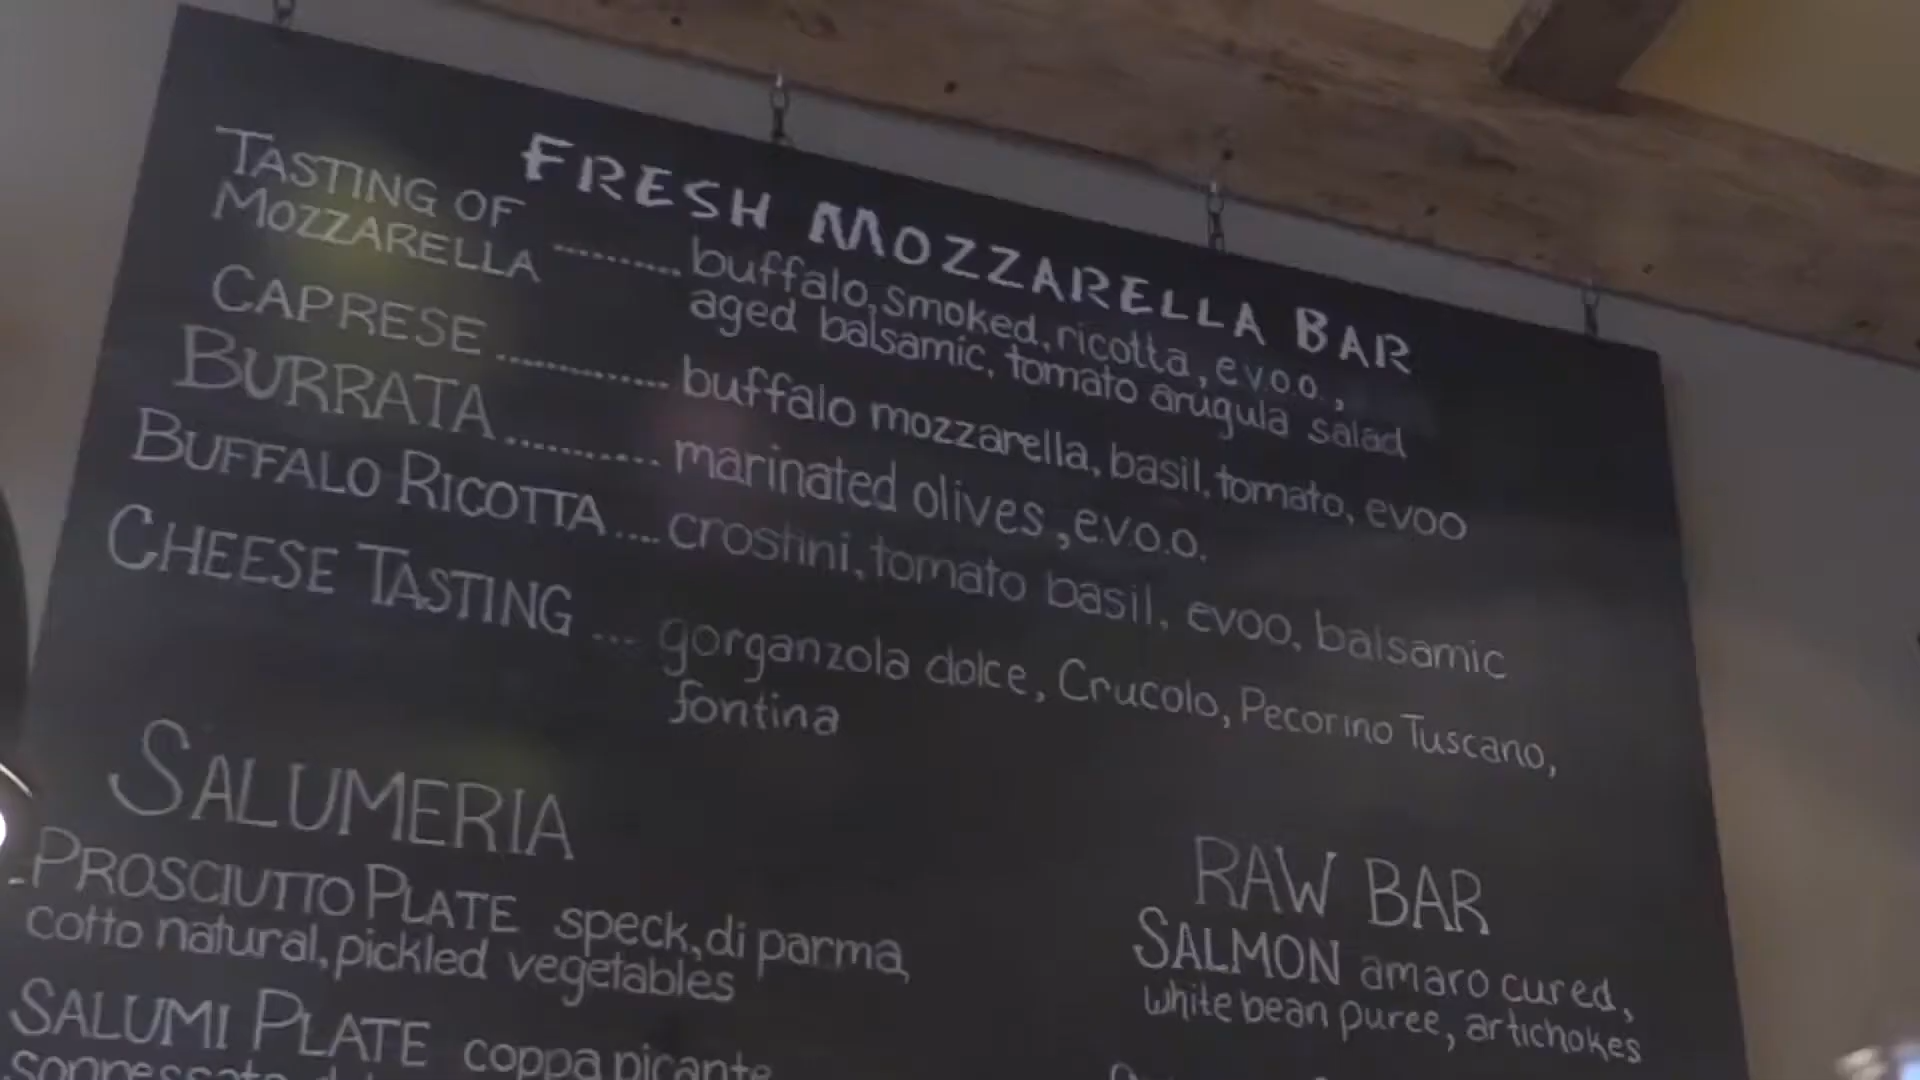 FRESH MOZZARELLA BAR
TASTING OF
MOZZARELLA .......... buffalo, smoked, ricotta, e.v.o.o.,
aged balsamic, tomato arugula salad
CAPRESE ............. buffalo mozzarella, basil, tomato, evoo
BURRATA ........... marinated olives, e.v.o.o.
BUFFALO RICOTTA .... crostini, tomato basil, evoo, balsamic
CHEESE TASTING ... gorganzola dolce, Crucolo, Pecorino Tuscano,
fontina
SALUMERIA
PROSCIUTTO PLATE speck, di parma,
cotto natural, pickled vegetables
SALUMI PLATE coppa picante
RAW BAR
SALMON amaro cured,
white bean puree, artichokes